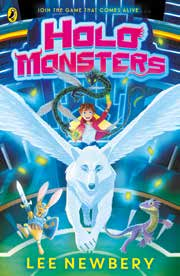 JOIN THE GAME THAT COMES ALIVE
HOLO
MONSTERS
LEE NEWBERY